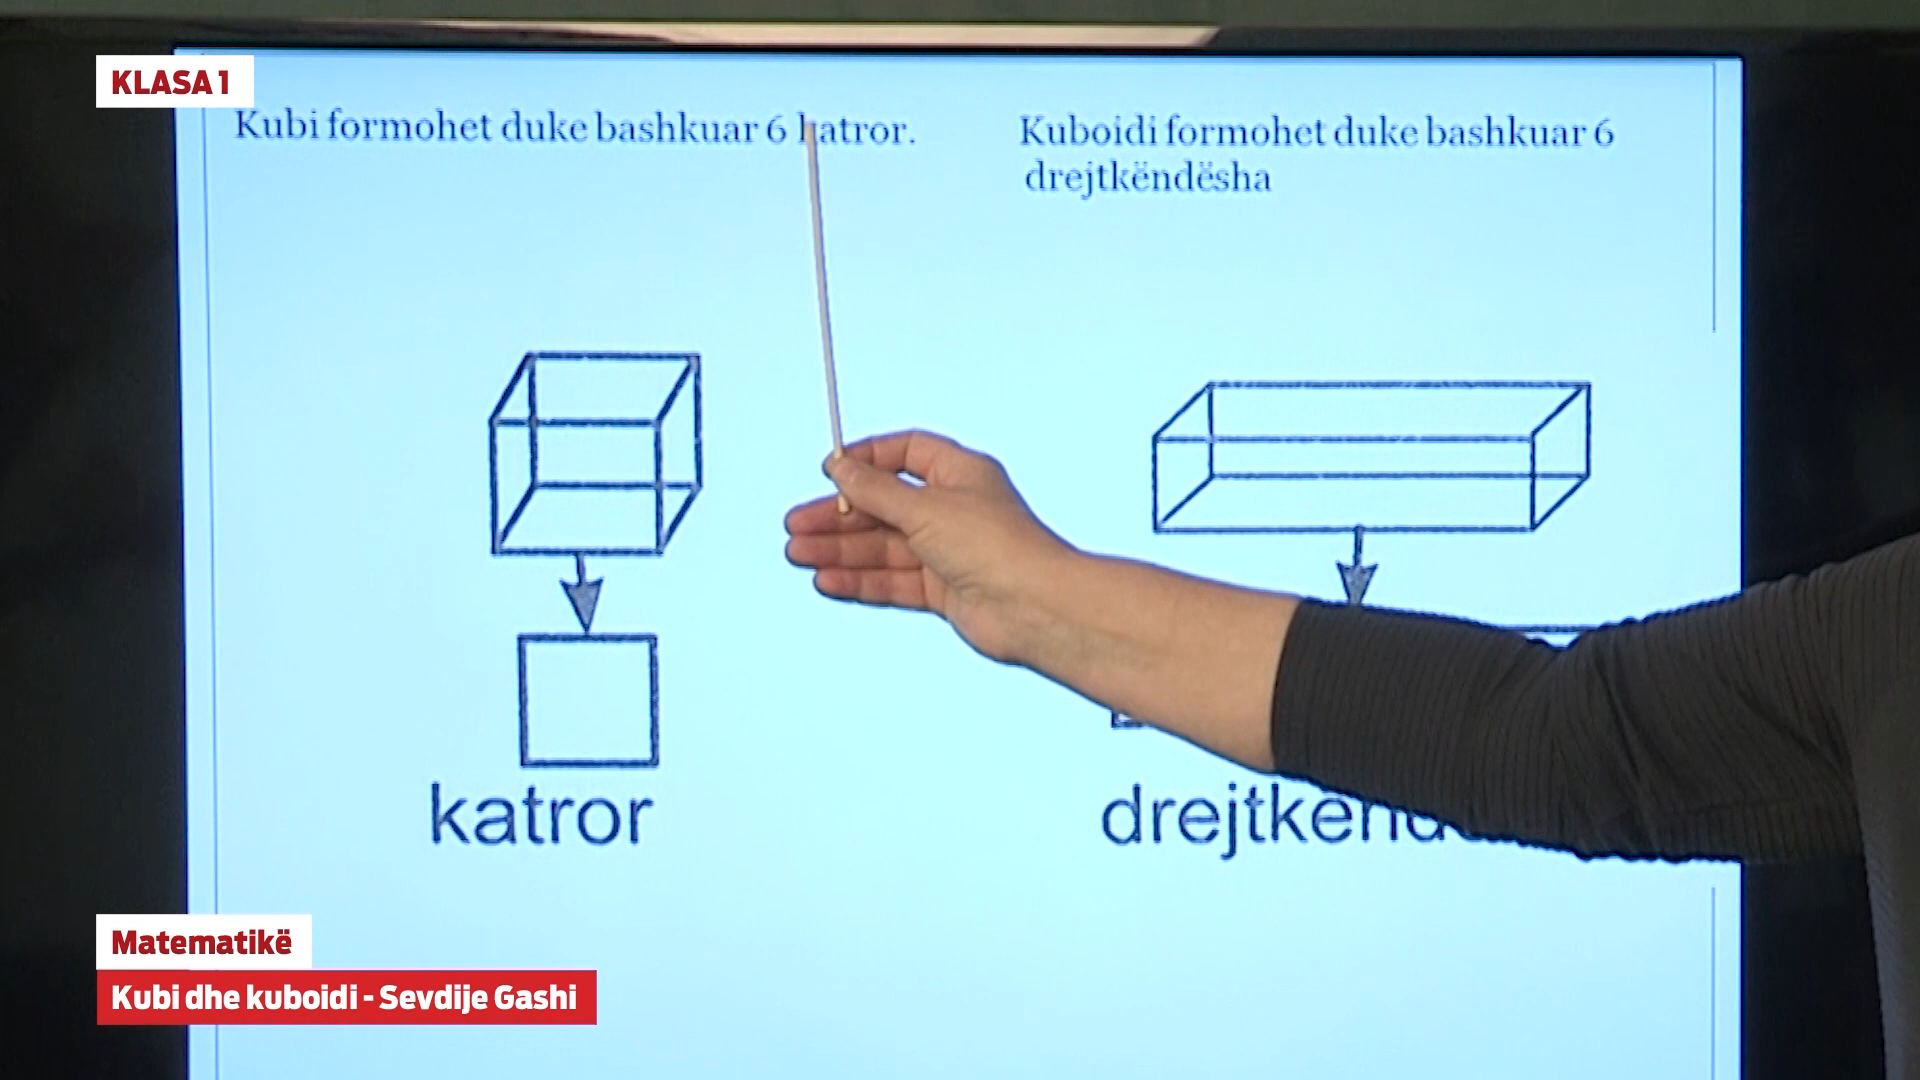 KLASA 1
Kubi formohet duke bashkuar 6 katror.
Kuboidi formohet duke bashkuar 6
drejtkëndësha
katror
Matematikë
Kubi dhe kuboidi - Sevdije Gashi